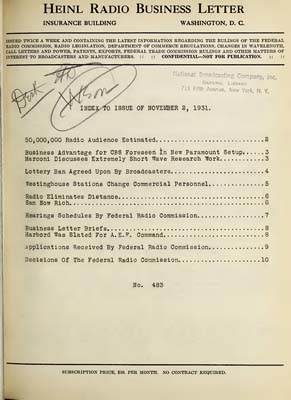 HEINL RADIO BUSINESS LETTER
INSURANCE BUILDING WASHINGTON, D. C.
ISSUED TWICE A WEEK AND CONTAINING THE LATEST INFORMATION REGARDING THE RULINGS OF THE FEDERAL
RADIO COMMISSION, RADIO LEGISLATION, DEPARTMENT OF COMMERCE REGULATIONS, CHANGES IN WAVELENGTH,
CALL LETTERS AND POWER, PATENTS, EXPORTS, FEDERAL TRADE COMMISSION RULINGS AND OTHER MATTERS OF
INTEREST TO BROADCASTERS AND MANUFACTURERS. :: :: CONFIDENTIAL—NOT FOR PUBLICATION. :: ::
National Broadcasting Company, Inc.
GENERAL LIBRARY
711 Fifth Avenue, New York, N. Y.
INDEX TO ISSUE OF NOVEMBER 2, 1931.
50,000,000 Radio Audience Estimated...2
Business Advantage for CBS Foreseen In New Paramount Setup...3
Marconi Discusses Extremely Short Wave Research Work...3
Lottery Ban Agreed Upon By Broadcasters...4
Westinghouse Stations Change Commercial Personnel...5
Radio Eliminates Distance...6
Sam Now Rich...6
Hearings Schedules By Federal Radio Commission...7
Business Letter Briefs...8
Harbord Was Slated For A.E.F. Command...8
Applications Received By Federal Radio Commission...9
Decisions Of The Federal Radio Commission...10
No. 483
SUBSCRIPTION PRICE, $10. PER MONTH. NO CONTRACT REQUIRED.